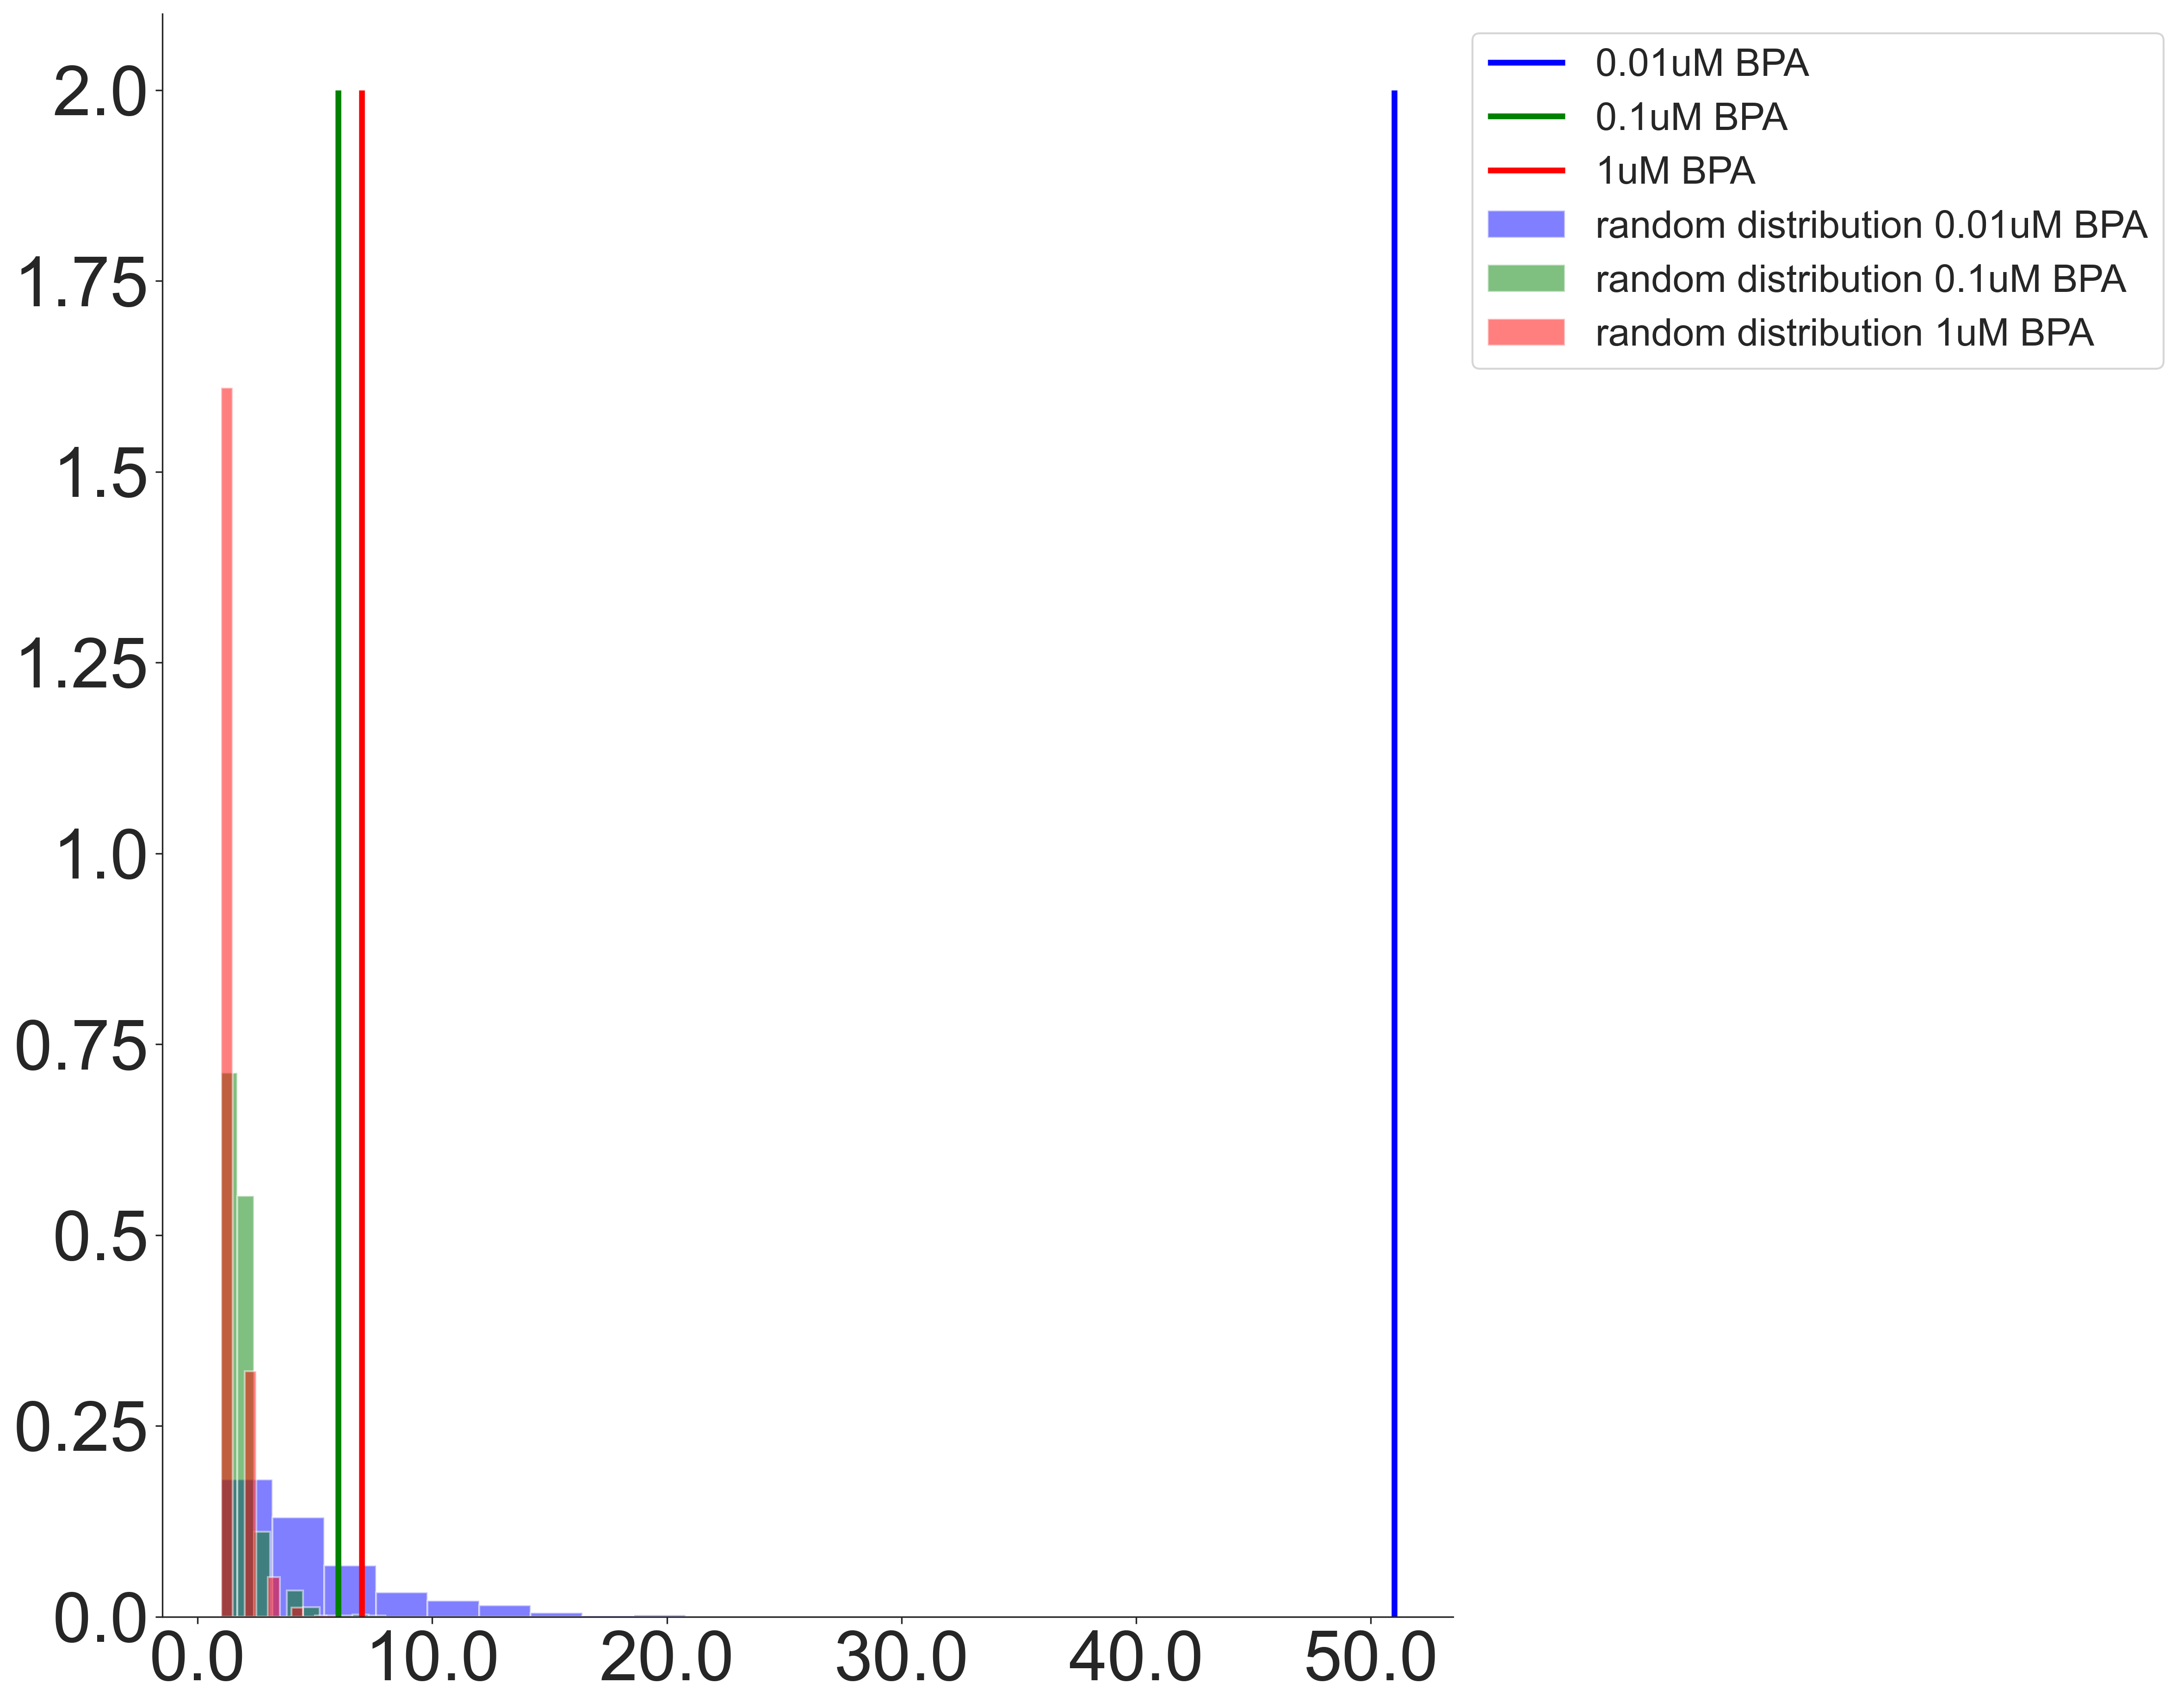 2.0
1.75
1.5
1.25
1.0
0.75
0.5
0.25
0.0
0.0 10.0 20.0 30.0 40.0 50.0
0.01uM BPA
0.1uM BPA
1uM BPA
random distribution 0.01uM BPA
random distribution 0.1uM BPA
random distribution 1uM BPA